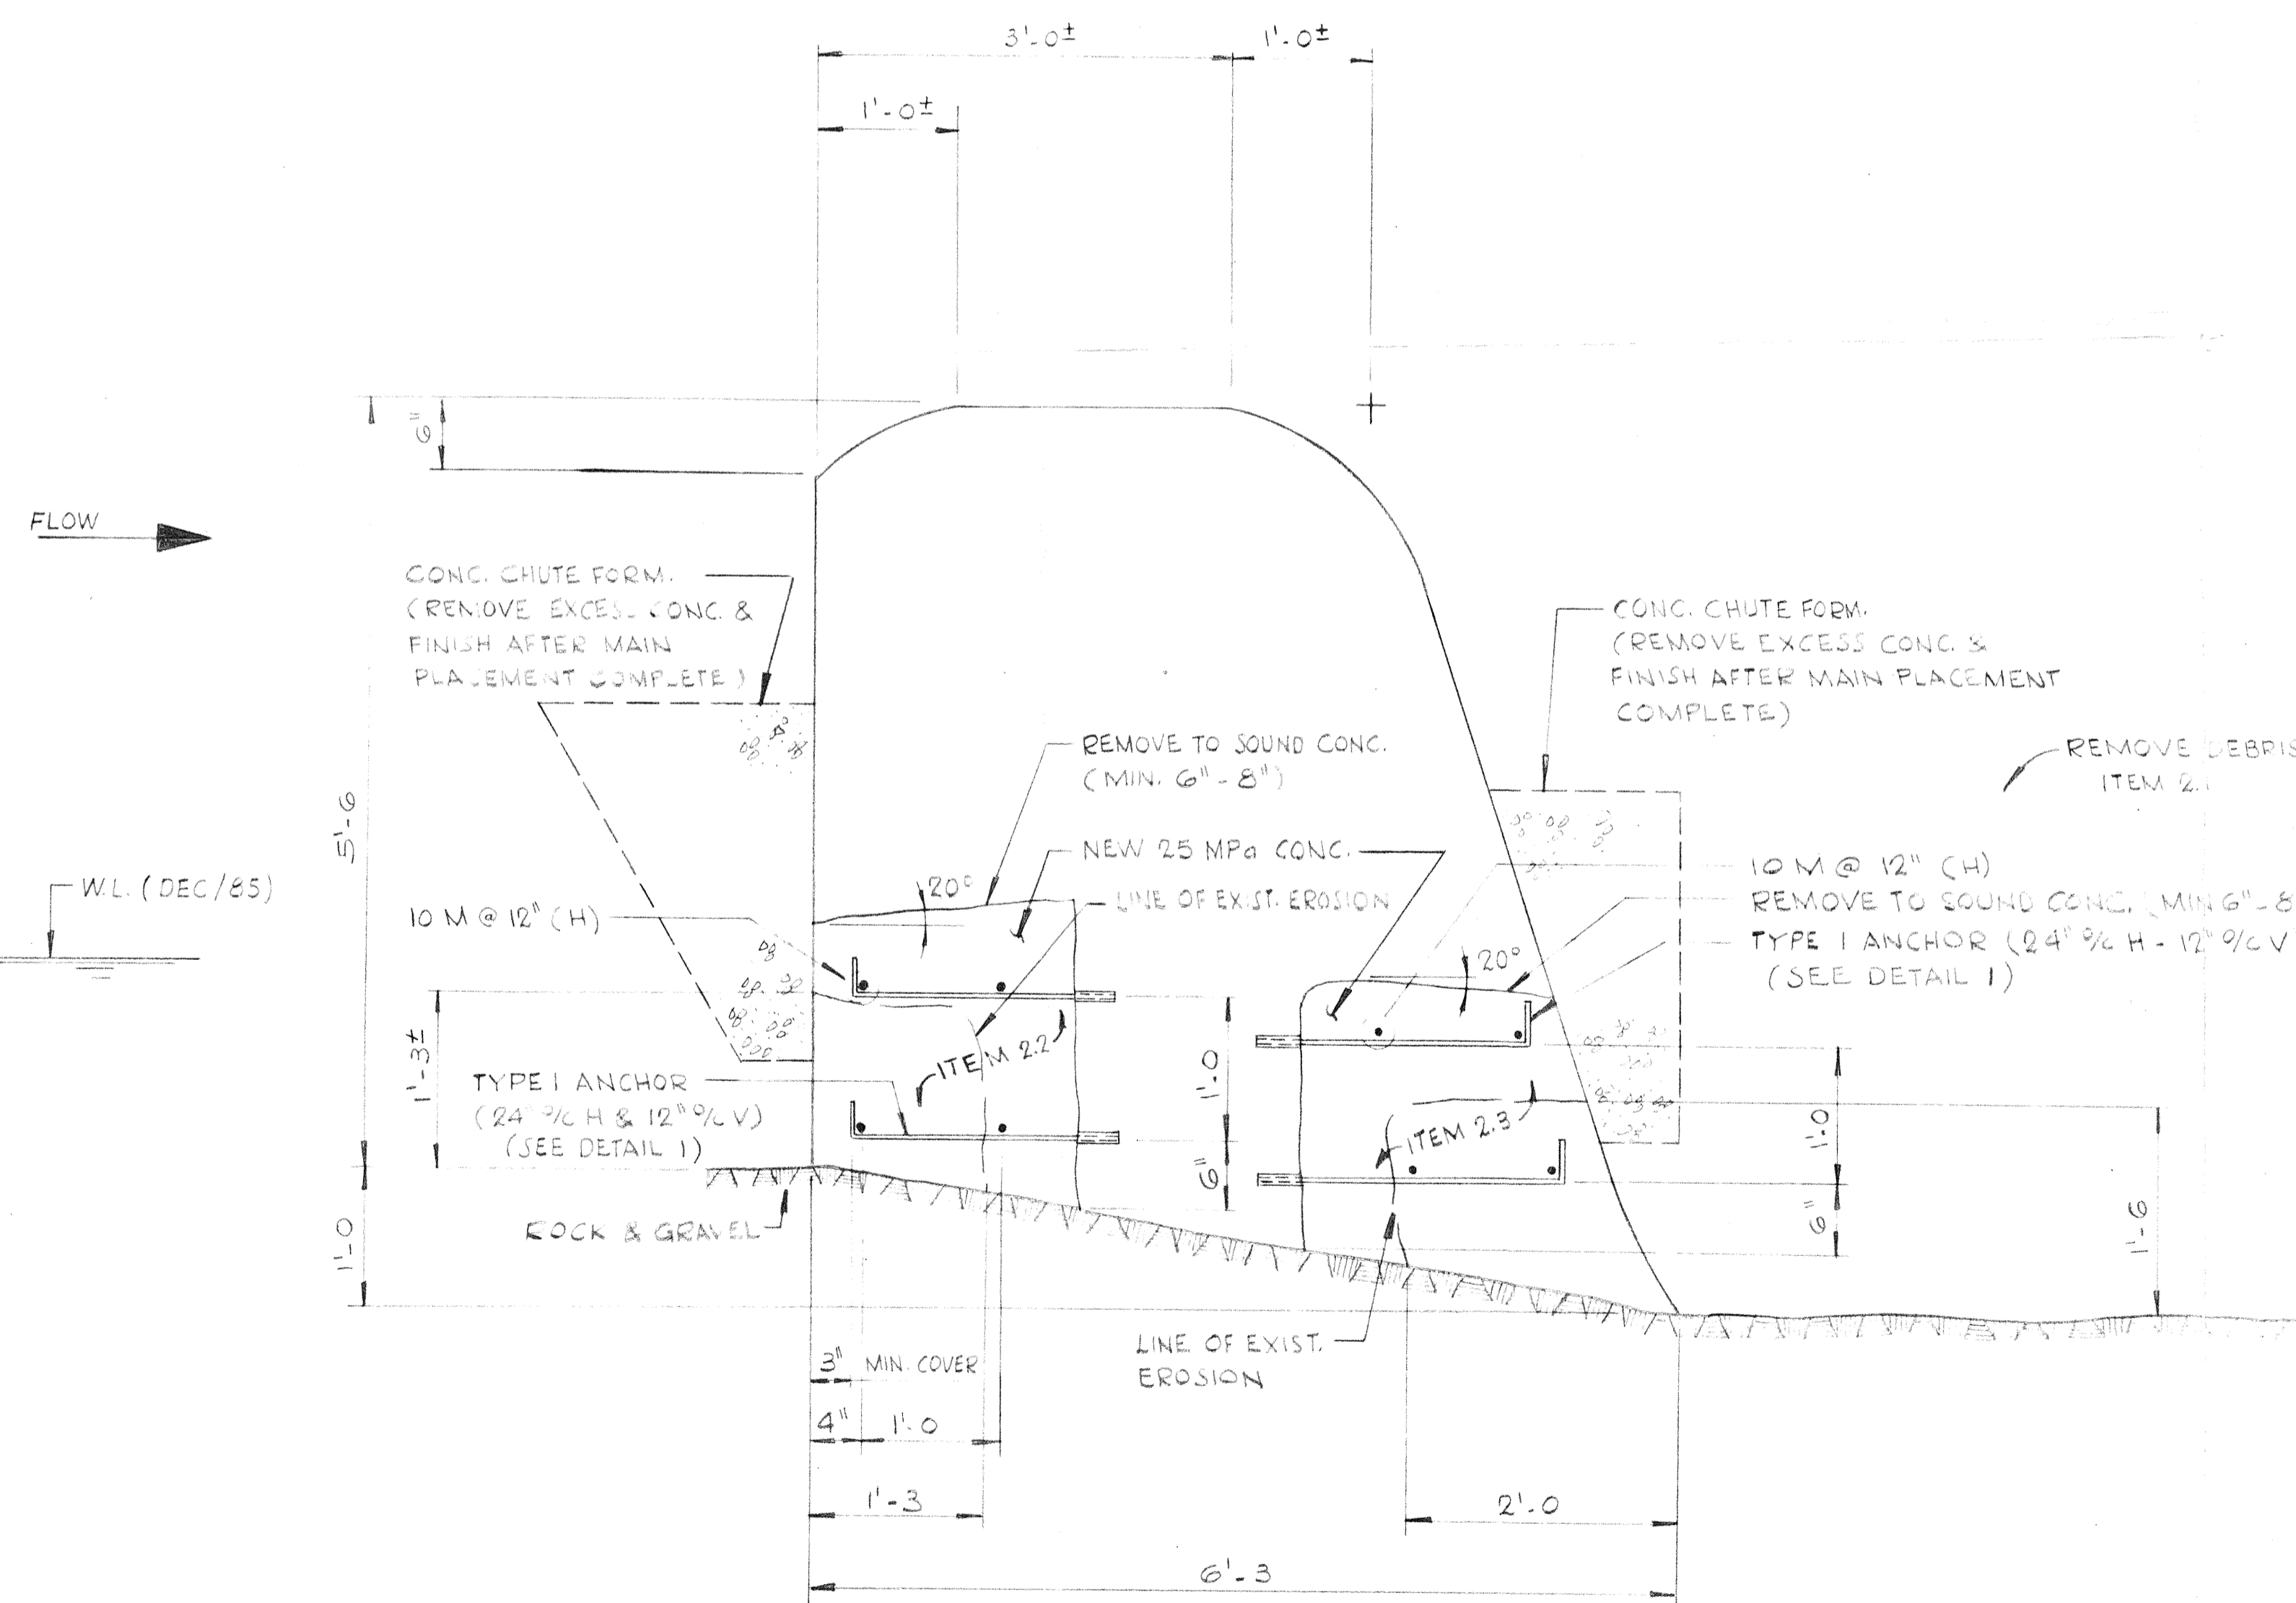 3'-0±
1'-0±
1'-0±
6"
FLOW
CONC. CHUTE FORM.
(REMOVE EXCESS CONC. &
FINISH AFTER MAIN
PLACEMENT COMPLETE)
CONC. CHUTE FORM.
(REMOVE EXCESS CONC. &
FINISH AFTER MAIN PLACEMENT
COMPLETE)
REMOVE TO SOUND CONC.
(MIN. 6"-8")
REMOVE DEBRIS
ITEM 2.1
5'-6
NEW 25 MPa CONC.
W.L. (DEC/85)
20°
LINE OF EXIST. EROSION
10 M @ 12" (H)
10 M @ 12" (H)
REMOVE TO SOUND CONC. (MIN 6"-8
TYPE 1 ANCHOR (24" O/C H - 12" O/C V
(SEE DETAIL 1)
20°
1'-3±
ITEM 2.2
1'-0
TYPE 1 ANCHOR
(24" O/C H & 12" O/C V)
(SEE DETAIL 1)
ITEM 2.3
1'-0
6"
6"
1'-6
ROCK & GRAVEL
1'-0
LINE OF EXIST.
EROSION
3" MIN. COVER
4" 1'-0
1'-3
2'-0
6'-3